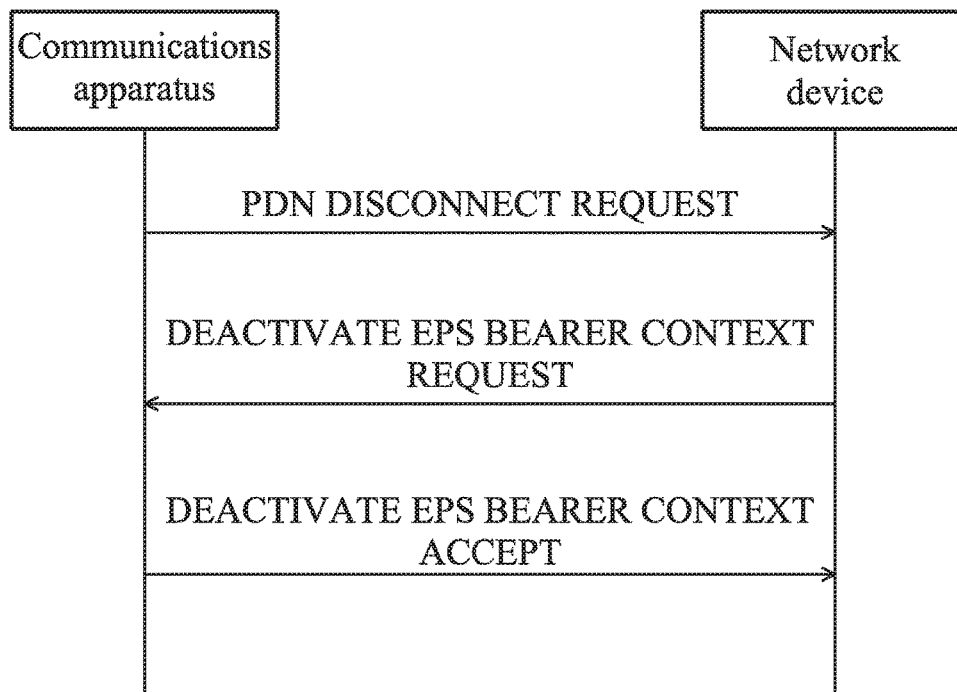 Communications
apparatus
Network
device
PDN DISCONNECT REQUEST
DEACTIVATE EPS BEARER CONTEXT
REQUEST
DEACTIVATE EPS BEARER CONTEXT
ACCEPT